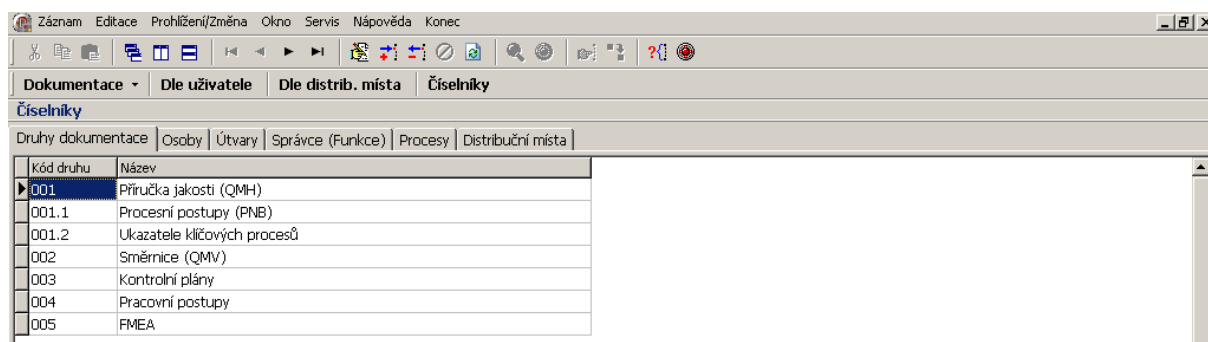 Záznam Editace Prohlížení/Změna Okno Servis Nápověda Konec
Dokumentace Dle uživatele Dle distrib. místa Číselníky
Číselníky
Druhy dokumentace Osoby Útvary Správce (Funkce) Procesy Distribuční místa
Kód druhu Název
001 Příručka jakosti (QMH)
001.1 Procesní postupy (PNB)
001.2 Ukazatele klíčových procesů
002 Směrnice (QMV)
003 Kontrolní plány
004 Pracovní postupy
005 FMEA